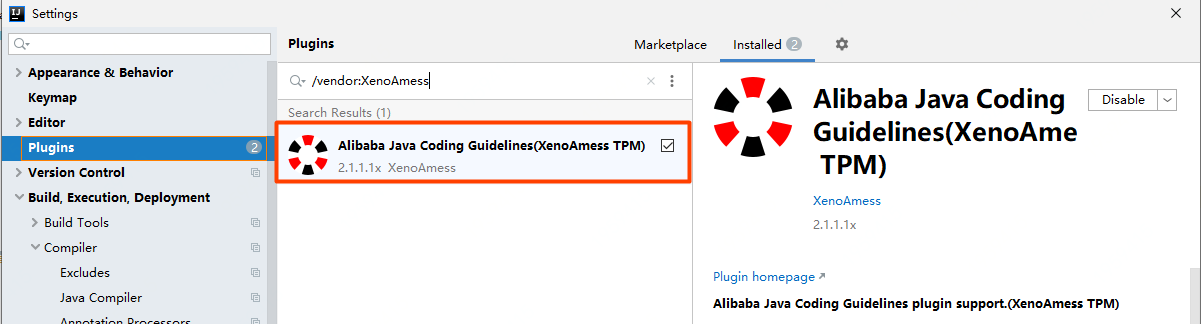 IJ
Settings
Plugins
Marketplace
Installed 2
Appearance & Behavior
Keymap
Editor
Plugins 2
Version Control
Build, Execution, Deployment
Build Tools
Compiler
Excludes
Java Compiler
Annotation Processors
/vendor:XenoAmess
Search Results (1)
Alibaba Java Coding Guidelines(XenoAmess TPM)
2.1.1.1x XenoAmess
Alibaba Java Coding
Guidelines(XenoAme
TPM)
Disable
XenoAmess
2.1.1.1x
Plugin homepage
Alibaba Java Coding Guidelines plugin support.(XenoAmess TPM)